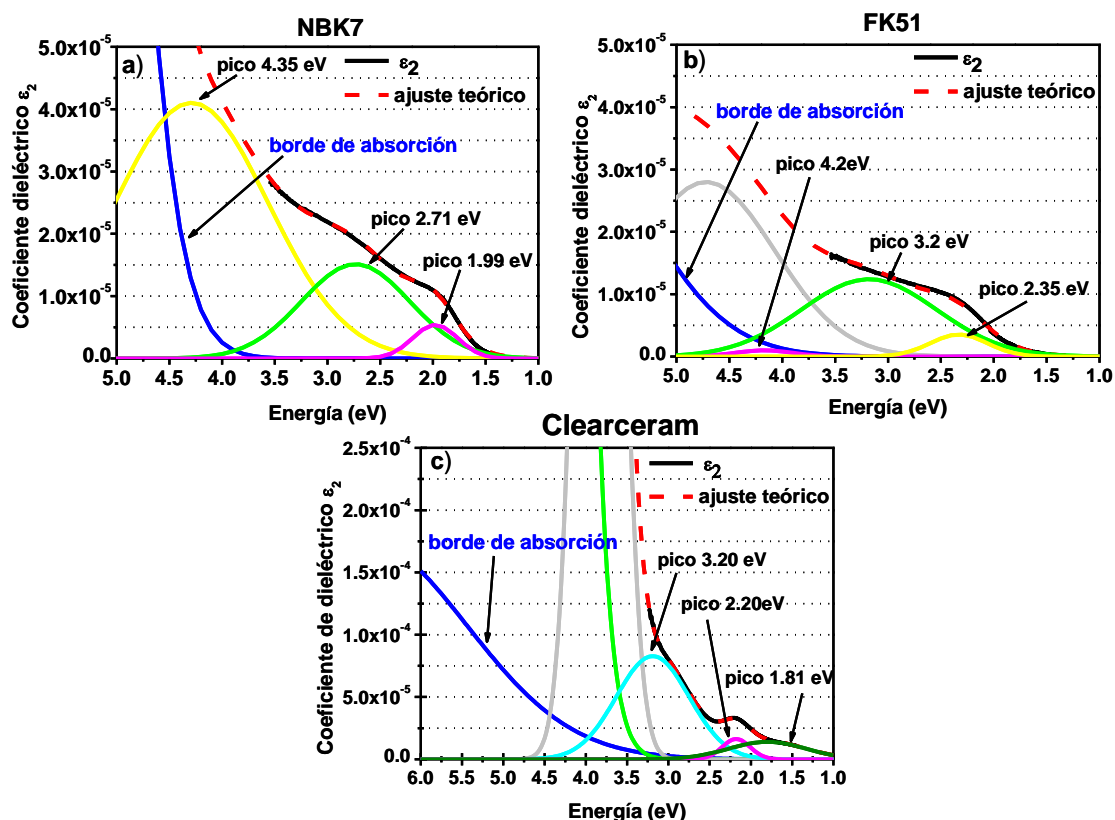 NBK7
a)
5.0x10⁻⁵
4.0x10⁻⁵
3.0x10⁻⁵
2.0x10⁻⁵
1.0x10⁻⁵
0.0
Coeficiente dieléctrico ε₂
pico 4.35 eV
ε₂
ajuste teórico
borde de absorción
pico 2.71 eV
pico 1.99 eV
5.0 4.5 4.0 3.5 3.0 2.5 2.0 1.5 1.0
Energía (eV)
FK51
b)
5.0x10⁻⁵
4.0x10⁻⁵
3.0x10⁻⁵
2.0x10⁻⁵
1.0x10⁻⁵
0.0
Coeficiente dieléctrico ε₂
ε₂
ajuste teórico
borde de absorción
pico 4.2eV
pico 3.2 eV
pico 2.35eV
5.0 4.5 4.0 3.5 3.0 2.5 2.0 1.5 1.0
Energía (eV)
Clearceram
c)
2.5x10⁻⁴
2.0x10⁻⁴
1.5x10⁻⁴
1.0x10⁻⁴
5.0x10⁻⁵
0.0
Coeficiente de dieléctrico ε₂
ε₂
ajuste teórico
borde de absorción
pico 3.20 eV
pico 2.20eV
pico 1.81 eV
6.0 5.5 5.0 4.5 4.0 3.5 3.0 2.5 2.0 1.5 1.0
Energía (eV)